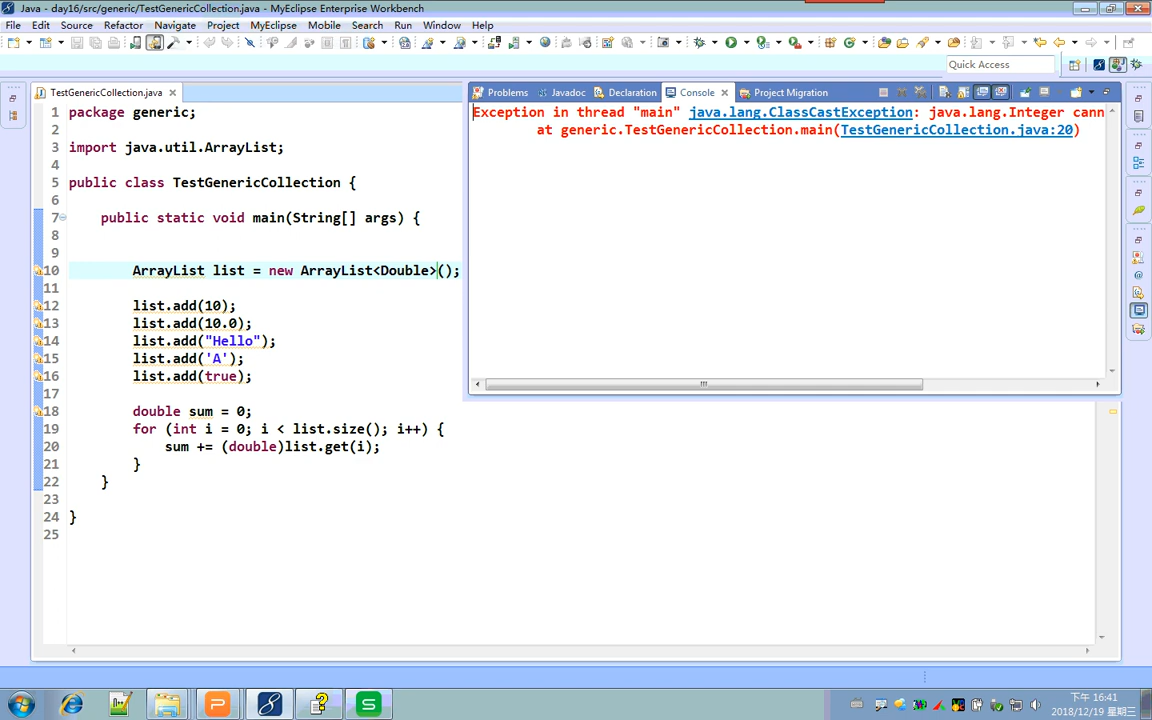 Java - day16/src/generic/TestGenericCollection.java - MyEclipse Enterprise Workbench
File Edit Source Refactor Navigate Search Project MyEclipse Mobile Search Run Window Help
Quick Access
TestGenericCollection.java
1 package generic;
2
3 import java.util.ArrayList;
4
5 public class TestGenericCollection {
6
7 public static void main(String[] args) {
8
9
10 ArrayList list = new ArrayList<Double>();
11
12 list.add(10);
13 list.add(10.0);
14 list.add("Hello");
15 list.add('A');
16 list.add(true);
17
18 double sum = 0;
19 for (int i = 0; i < list.size(); i++) {
20 sum += (double)list.get(i);
21 }
22 }
23
24 }
25
Problems Javadoc Declaration Console Project Migration
Exception in thread "main" java.lang.ClassCastException: java.lang.Integer cann
at generic.TestGenericCollection.main(TestGenericCollection.java:20)
下午 16:41
2018/12/19 星期三